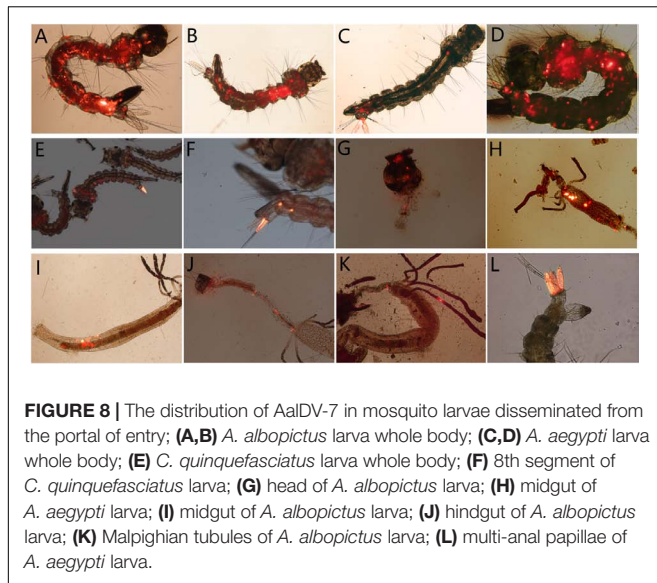 A
B
C
D
E
F
G
H
I
J
K
L
FIGURE 8 | The distribution of AalDV-7 in mosquito larvae disseminated from
the portal of entry; (A,B) A. albopictus larva whole body; (C,D) A. aegypti larva
whole body; (E) C. quinquefasciatus larva whole body; (F) 8th segment of
C. quinquefasciatus larva; (G) head of A. albopictus larva; (H) midgut of
A. aegypti larva; (I) midgut of A. albopictus larva; (J) hindgut of A. albopictus
larva; (K) Malpighian tubules of A. albopictus larva; (L) multi-anal papillae of
A. aegypti larva.